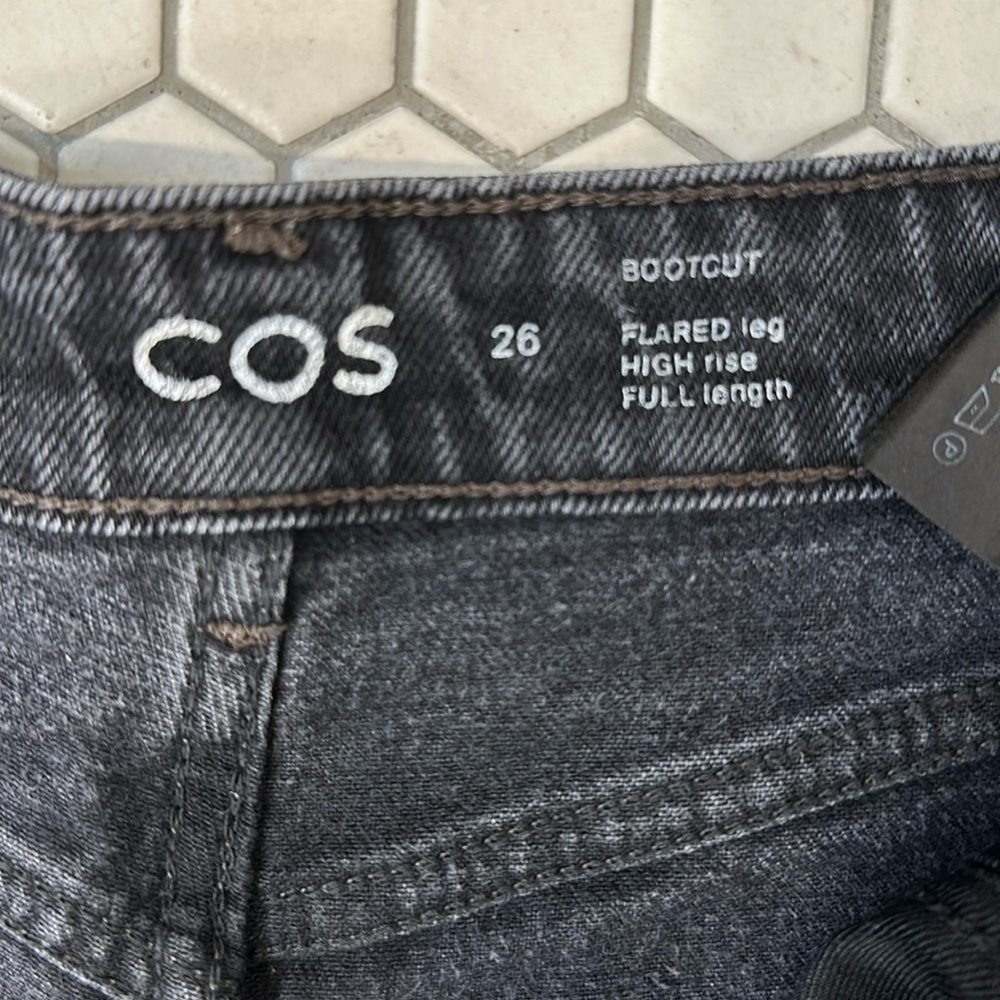 COS
26
BOOTCUT
FLARED leg
HIGH rise
FULL length
P